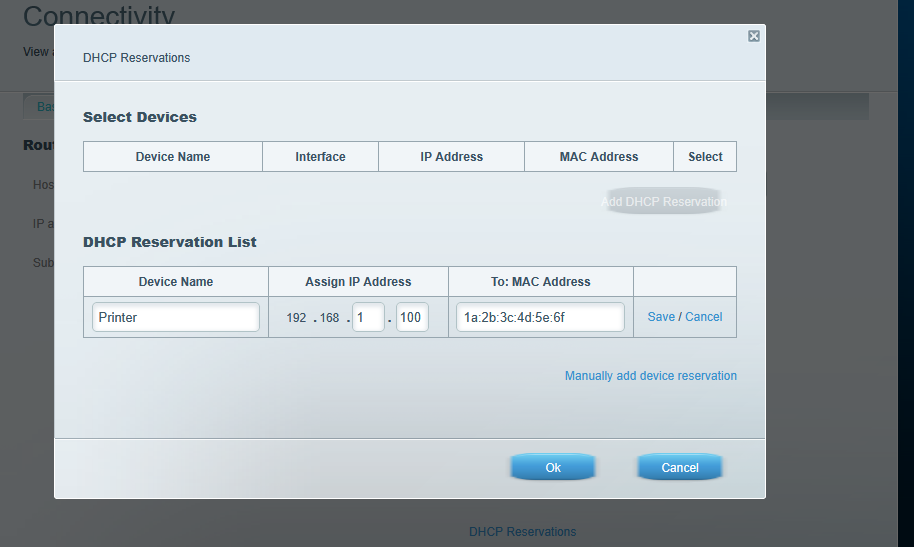 Connectivity
View
DHCP Reservations
Bas
Select Devices
Rout
Device Name Interface IP Address MAC Address Select
Hos
Add DHCP Reservation
IP a
DHCP Reservation List
Sub
Device Name Assign IP Address To: MAC Address
Printer 192 . 168 . 1 . 100 1a:2b:3c:4d:5e:6f Save / Cancel
Manually add device reservation
Ok Cancel
DHCP Reservations